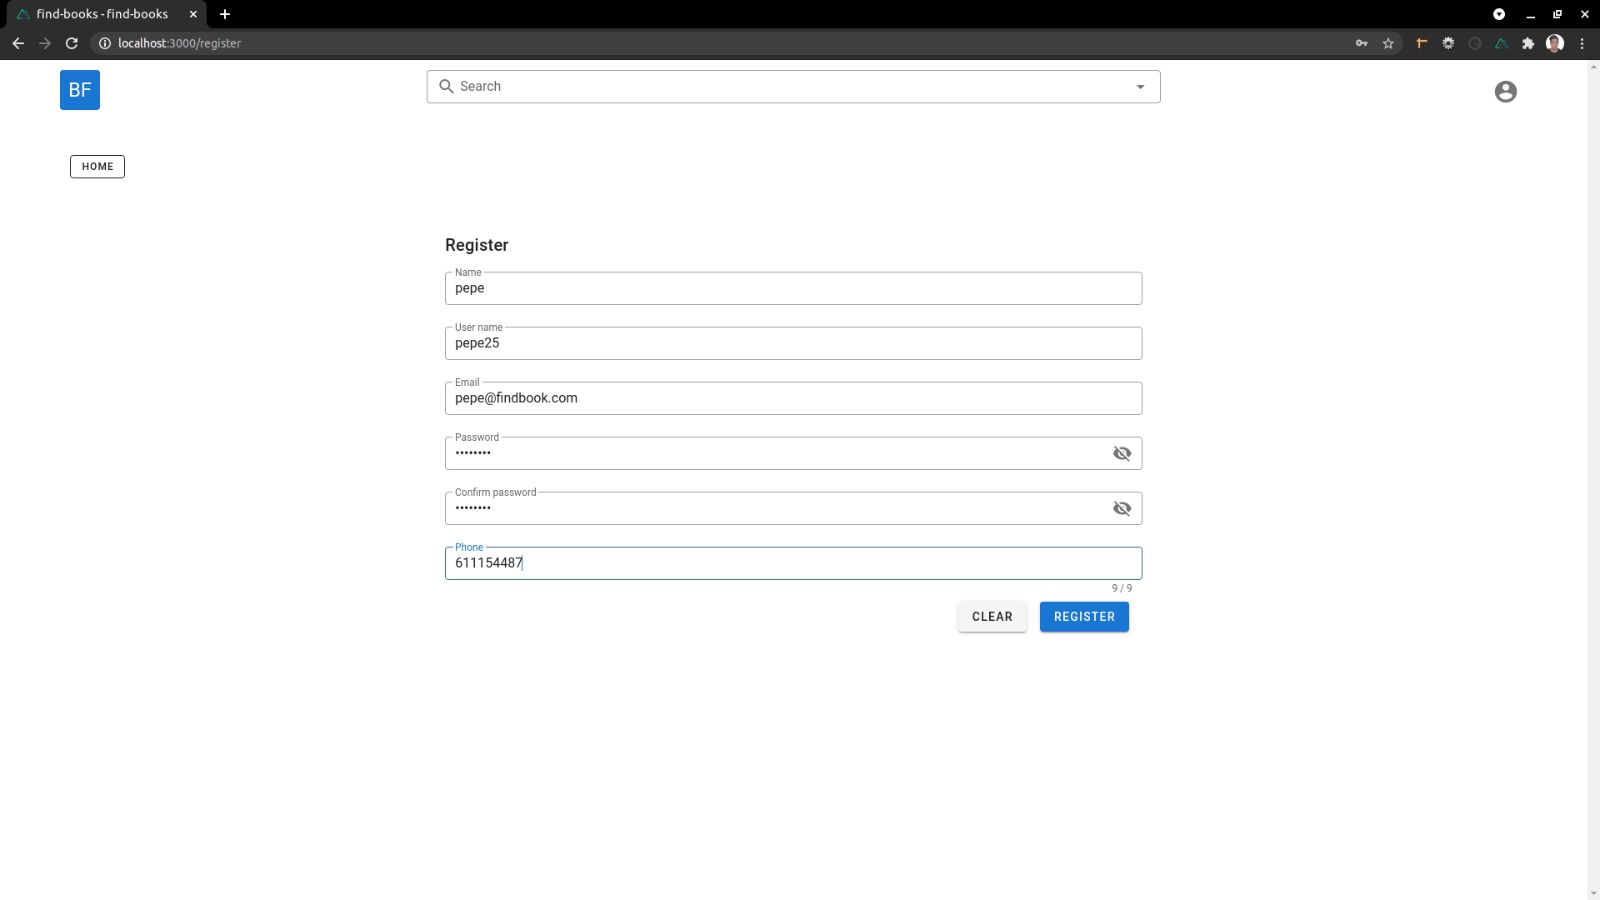 find-books - find-books
localhost:3000/register
BF
Search
HOME
Register
Name
pepe
User name
pepe25
Email
pepe@findbook.com
Password
••••••••
Confirm password
••••••••
Phone
611154487
9 / 9
CLEAR
REGISTER